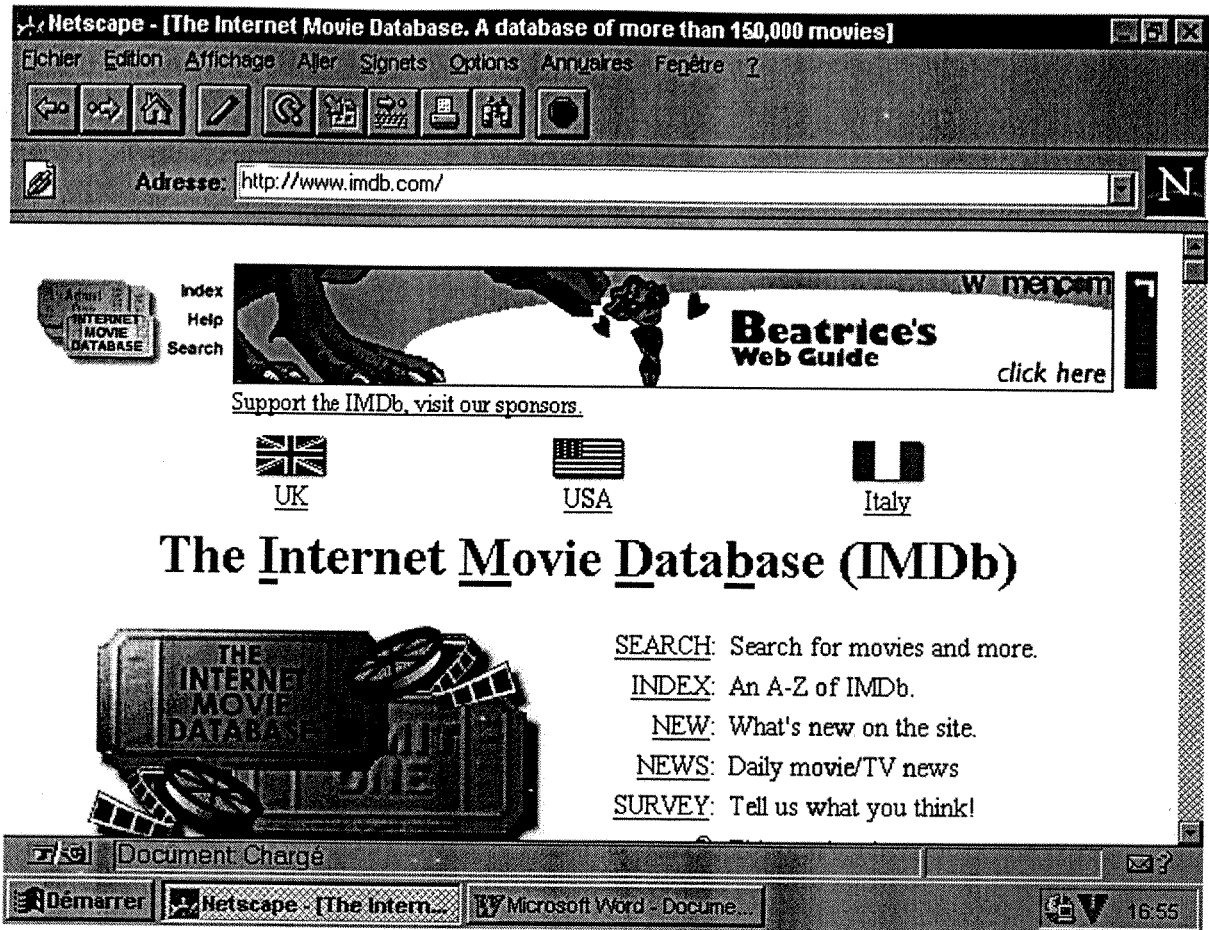 Netscape - [The Internet Movie Database. A database of more than 150,000 movies]
Fichier Edition Affichage Aller Signets Options Annuaires Fenêtre ?
Adresse: http://www.imdb.com/
N
Admit
INTERNET
MOVIE
DATABASE
Index
Help
Search
W menç
Beatrice's
Web Guide
click here
Support the IMDb, visit our sponsors.
UK USA Italy
The Internet Movie Database (IMDb)
THE
INTERNET
MOVIE
DATABASE
ONE
SEARCH: Search for movies and more.
INDEX: An A-Z of IMDb.
NEW: What's new on the site.
NEWS: Daily movie/TV news
SURVEY: Tell us what you think!
Document: Chargé
?
Démarrer Netscape - [The Intern... Microsoft Word - Docume... 16:55